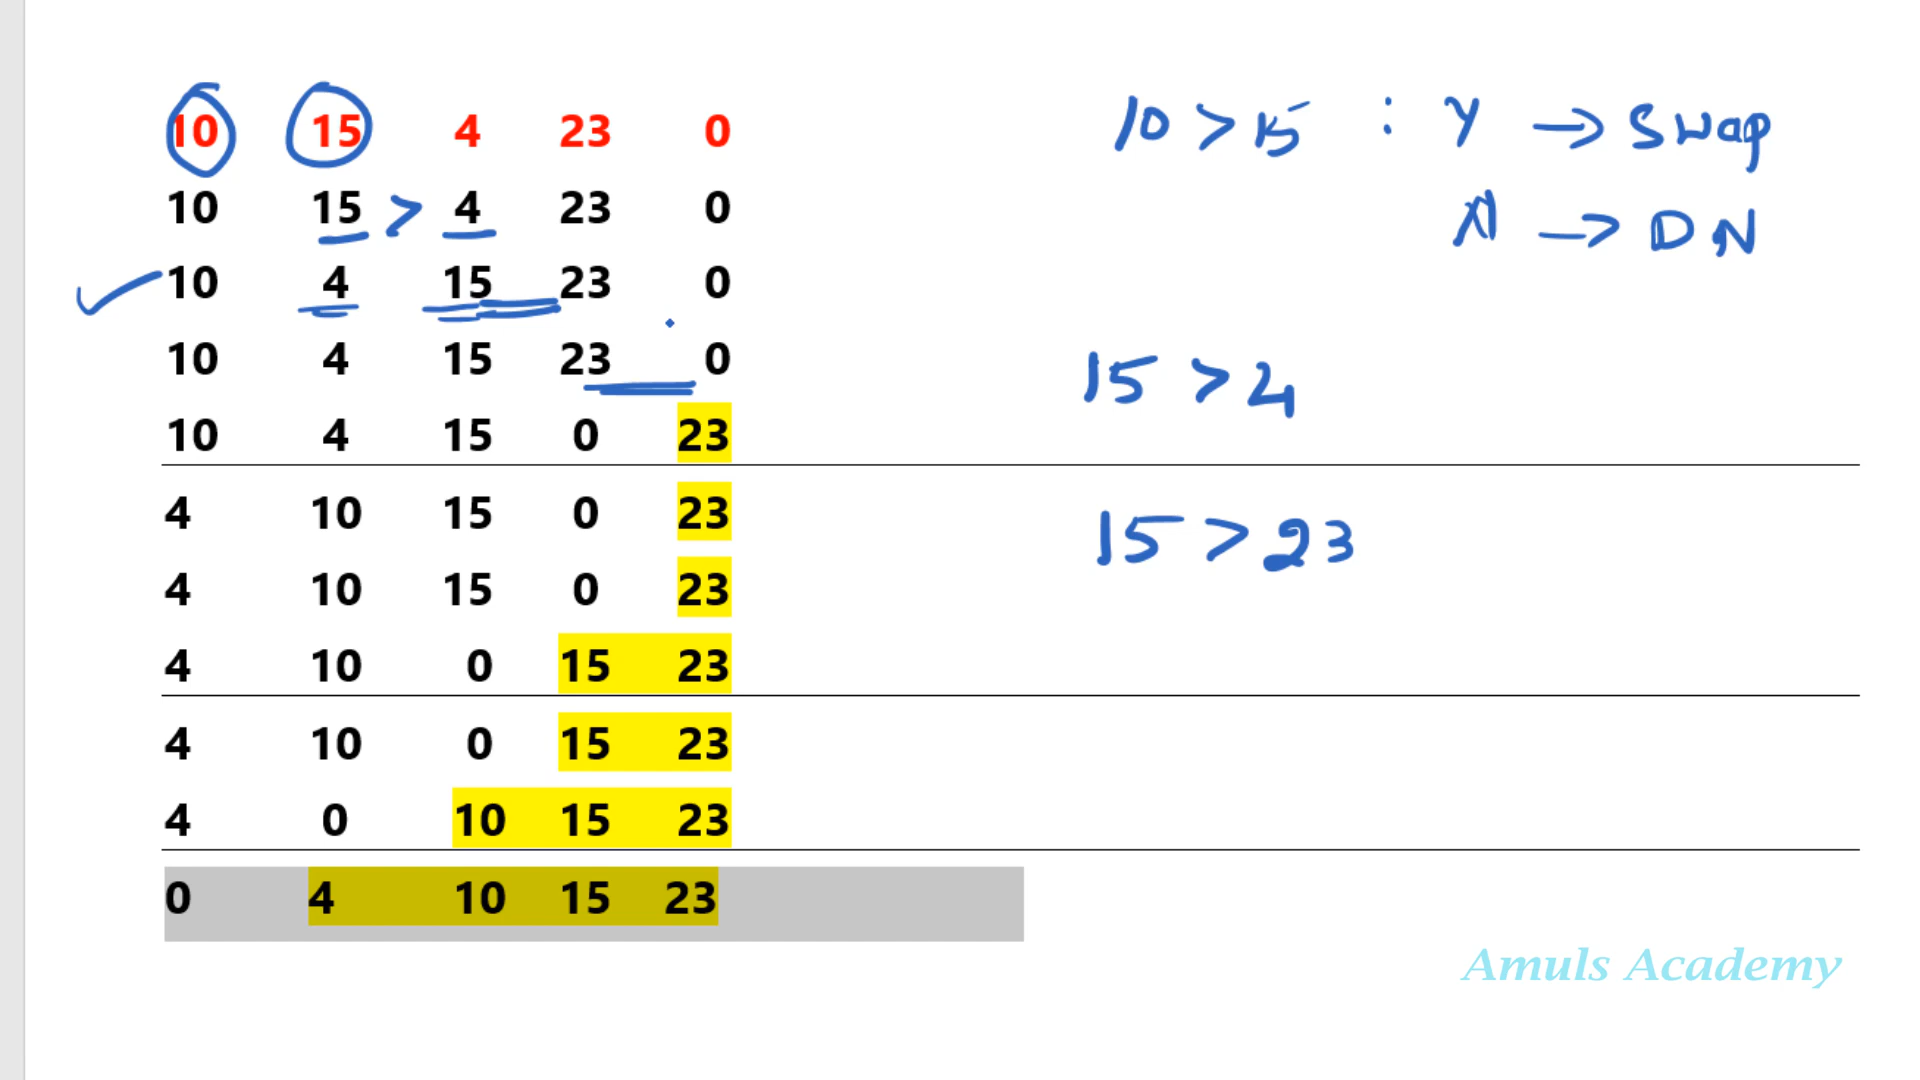 10 15 4 23 0
10 15 > 4 23 0
10 4 15 23 0
10 4 15 23 0
10 4 15 0 23
4 10 15 0 23
4 10 15 0 23
4 10 0 15 23
4 10 0 15 23
4 0 10 15 23
0 4 10 15 23
10 > 15 : Y → Swap
N → DN
15 > 4
15 > 23
Amuls Academy